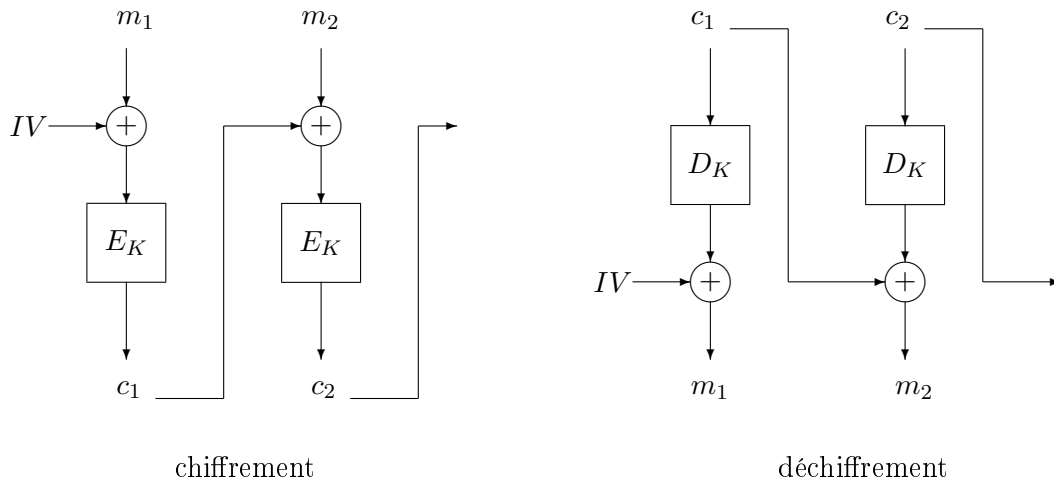 m₁ m₂
IV + +
E_K E_K
c₁ c₂
chiffrement
c₁ c₂
D_K D_K
IV + +
m₁ m₂
déchiffrement